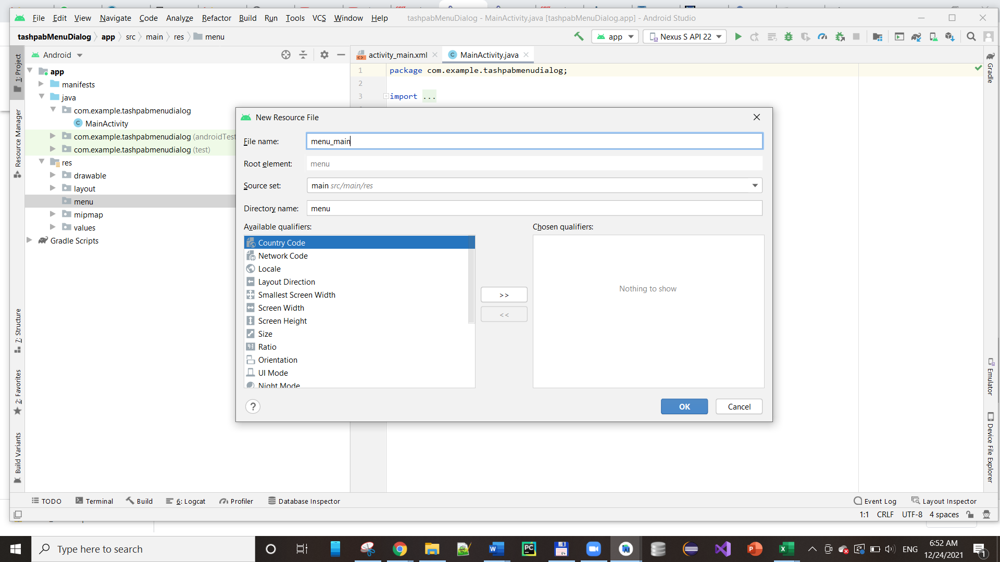 File Edit View Navigate Code Analyze Refactor Build Run Tools VCS Window Help tashpabMenuDialog - MainActivity.java [tashpabMenuDialog.app] - Android Studio
tashpabMenuDialog app src main res menu app Nexus S API 22
Android activity_main.xml MainActivity.java
1: Project
Resource Manager
7: Structure
2: Favorites
Build Variants
app
manifests
java
com.example.tashpabmenudialog
MainActivity
com.example.tashpabmenudialog (androidTest
com.example.tashpabmenudialog (test)
res
drawable
layout
menu
mipmap
values
Gradle Scripts
1 package com.example.tashpabmenudialog;
2
3 import ...
New Resource File
File name: menu_main
Root element: menu
Source set: main src/main/res
Directory name: menu
Available qualifiers: Chosen qualifiers:
Country Code
Network Code
Locale
Layout Direction
Smallest Screen Width
Screen Width
Screen Height
Size
Ratio
Orientation
UI Mode
Night Mode
>>
<<
Nothing to show
? OK Cancel
Gradle
Emulator
Device File Explorer
TODO Terminal Build 6: Logcat Profiler Database Inspector Event Log Layout Inspector
1:1 CRLF UTF-8 4 spaces
Type here to search
ENG
6:52 AM
12/24/2021
1